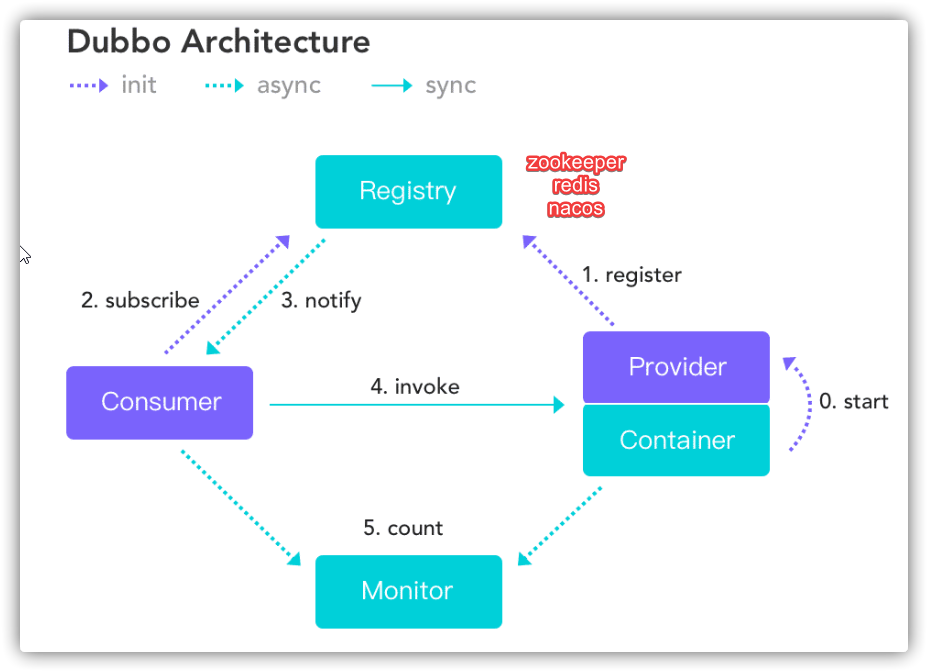 Dubbo Architecture
init async sync
Registry
zookeeper
redis
nacos
1. register
2. subscribe
3. notify
Provider
Consumer
4. invoke
0. start
Container
5. count
Monitor